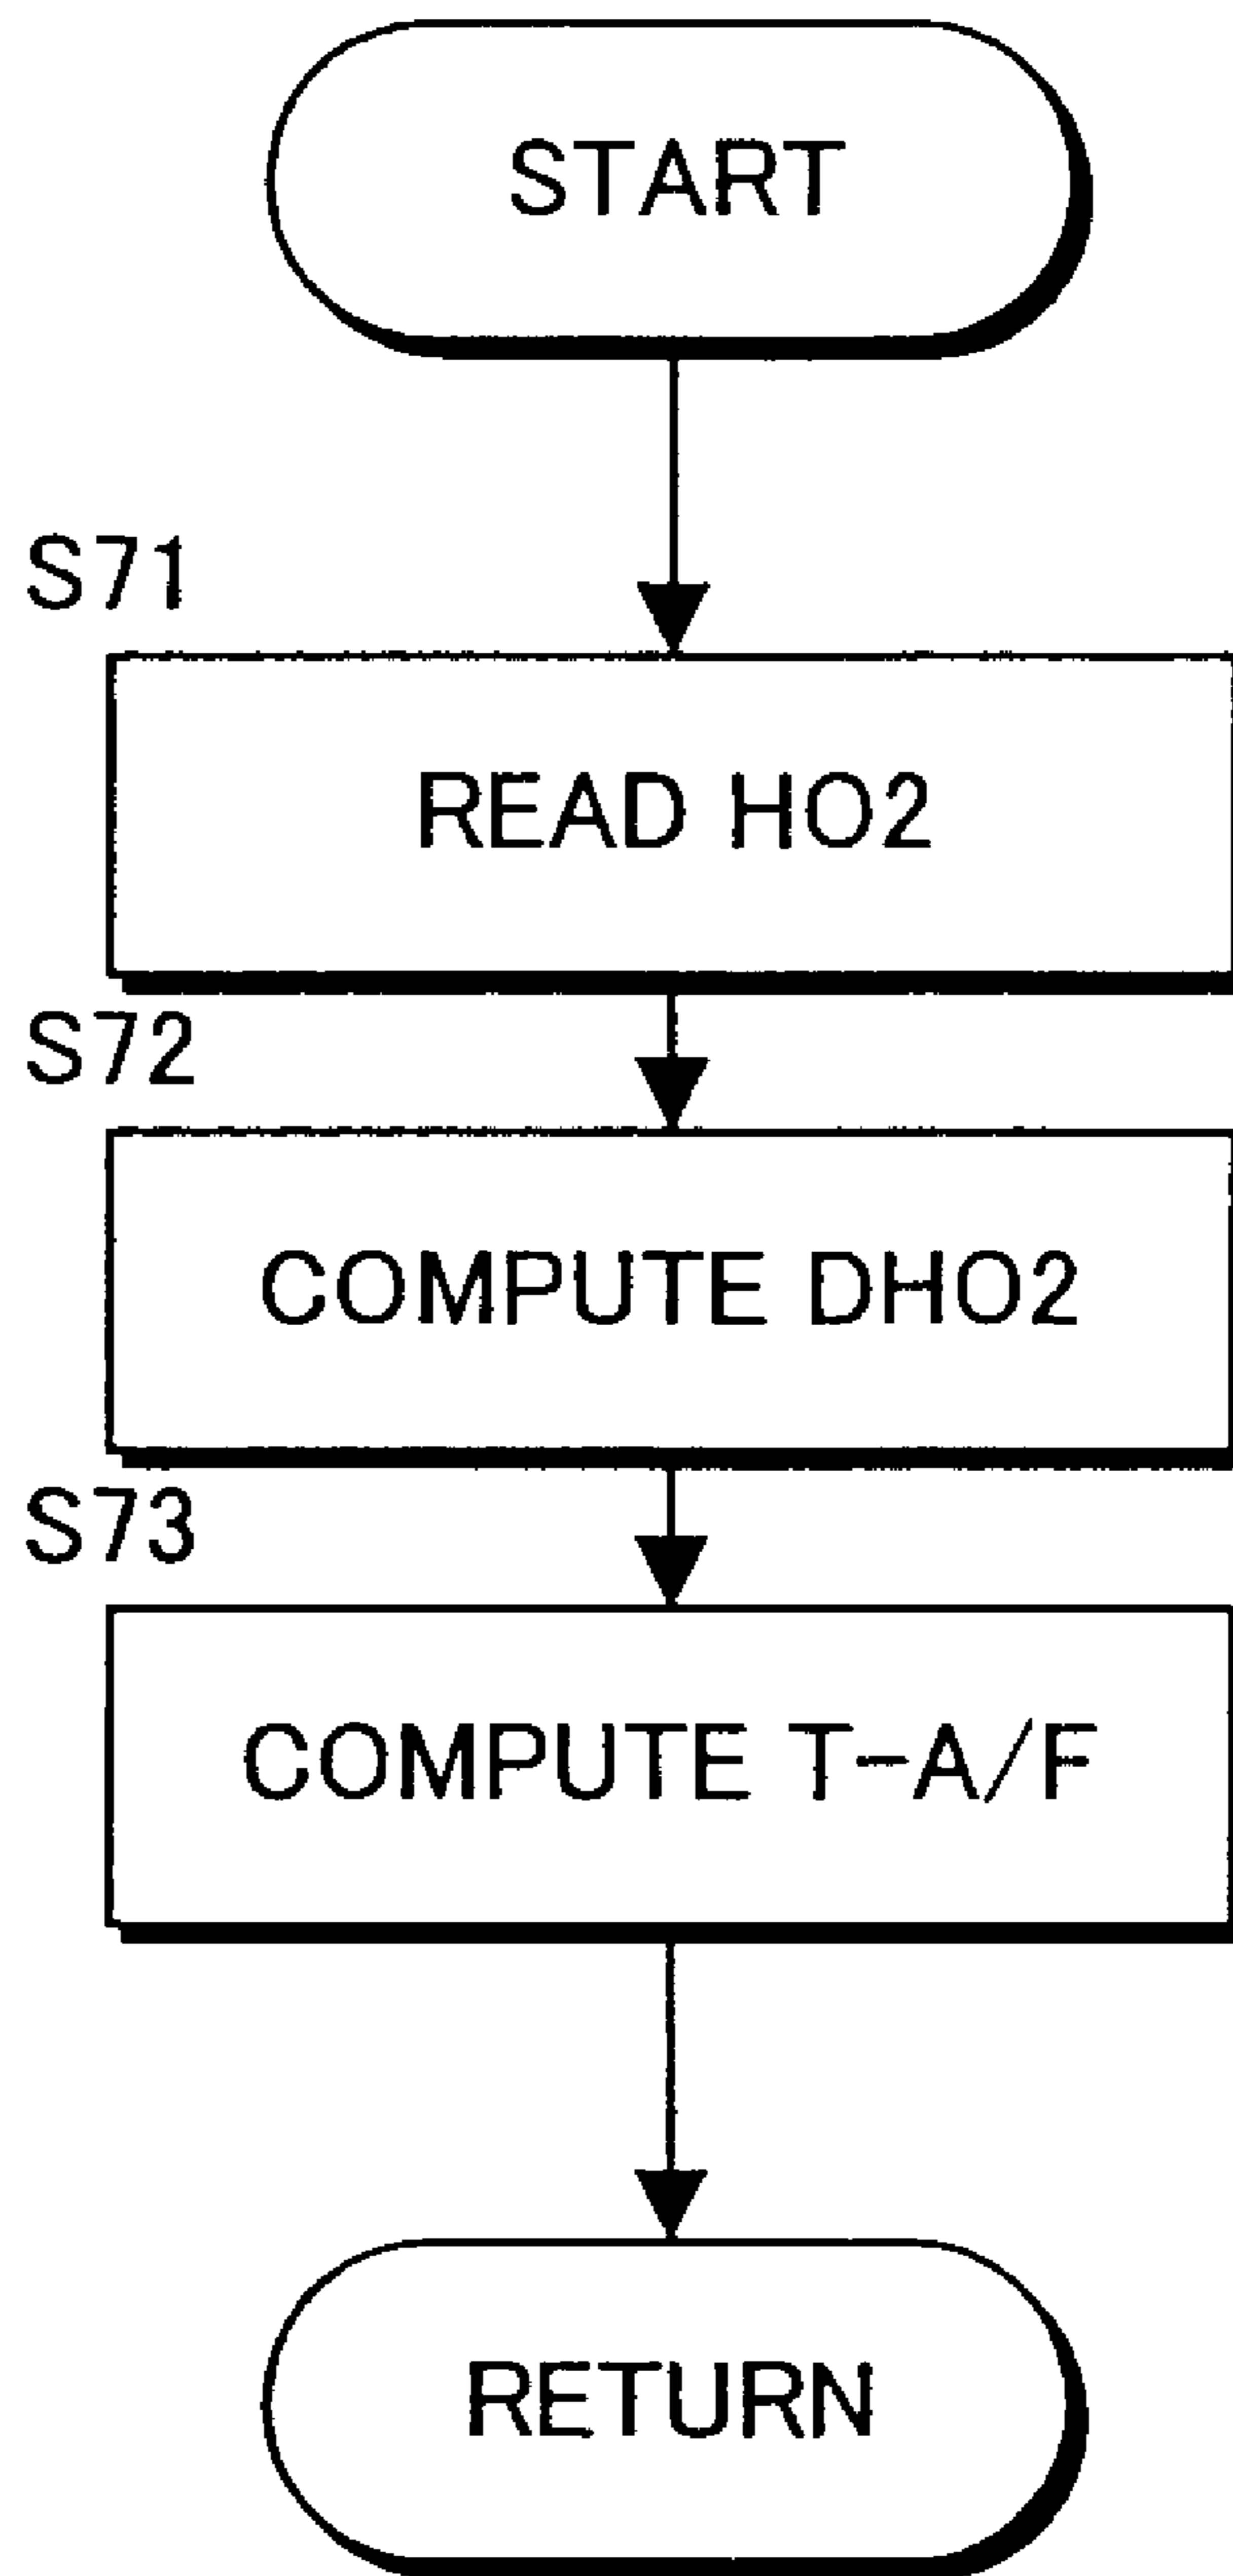 START
S71
READ HO2
S72
COMPUTE DHO2
S73
COMPUTE T-A/F
RETURN